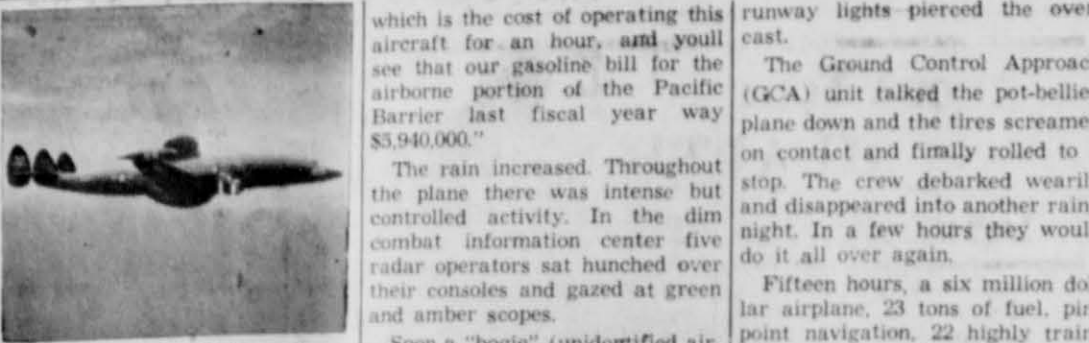 which is the cost of operating this
aircraft for an hour, and youll
see that our gasoline bill for the
airborne portion of the Pacific
Barrier last fiscal year way
$5,940,000."
The rain increased. Throughout
the plane there was intense but
controlled activity. In the dim
combat information center five
radar operators sat hunched over
their consoles and gazed at green
and amber scopes.
Soon a "bogie" (unidentified air-
runway lights pierced the over
cast.
The Ground Control Approac
(GCA) unit talked the pot-bellie
plane down and the tires screame
on contact and finally rolled to
stop. The crew debarked wearil
and disappeared into another rain
night. In a few hours they woul
do it all over again.
Fifteen hours, a six million do
lar airplane, 23 tons of fuel, pin
point navigation, 22 highly train